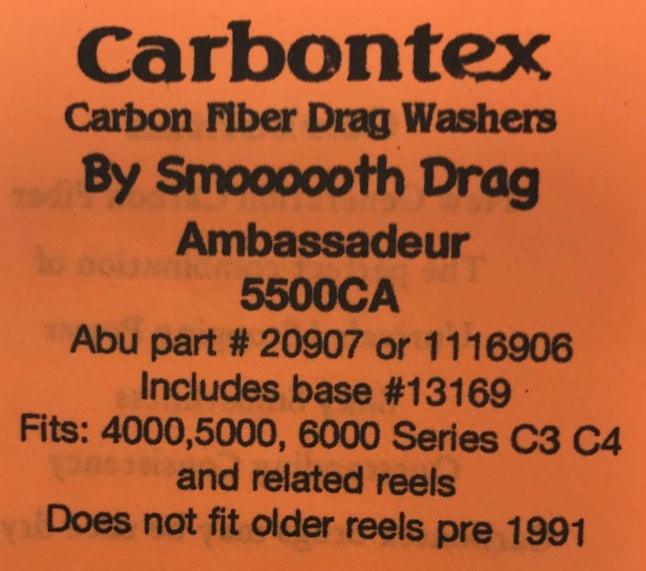 Carbontex
Carbon Fiber Drag Washers
By Smoooooth Drag
Ambassadeur
5500CA
Abu part # 20907 or 1116906
Includes base #13169
Fits: 4000,5000, 6000 Series C3 C4
and related reels
Does not fit older reels pre 1991